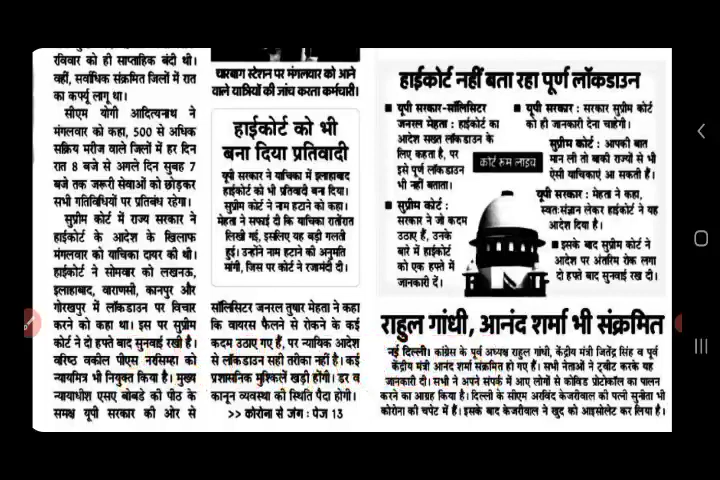 रविवार को ही साप्ताहिक बंदी थी।
वहीं, सर्वाधिक संक्रमित जिलों में रात
का कर्फ्यू लागू था।
सीएम योगी आदित्यनाथ ने
मंगलवार को कहा, 500 से अधिक
सक्रिय मरीज वाले जिलों में हर दिन
रात 8 बजे से अगले दिन सुबह 7
बजे तक जरूरी सेवाओं को छोड़कर
सभी गतिविधियों पर प्रतिबंध रहेगा।
सुप्रीम कोर्ट में राज्य सरकार ने
हाईकोर्ट के आदेश के खिलाफ
मंगलवार को याचिका दायर की थी।
हाईकोर्ट ने सोमवार को लखनऊ,
इलाहाबाद, वाराणसी, कानपुर और
गोरखपुर में लॉकडाउन पर विचार
करने को कहा था। इस पर सुप्रीम
कोर्ट ने दो हफ्ते बाद सुनवाई रखी है।
वरिष्ठ वकील पीएस नरसिम्हा को
न्यायमित्र भी नियुक्त किया है। मुख्य
न्यायाधीश एसए बोबडे की पीठ के
समक्ष यूपी सरकार की ओर से
चारबाग स्टेशन पर मंगलवार को आने
वाले यात्रियों की जांच करता कर्मचारी।
हाईकोर्ट को भी
बना दिया प्रतिवादी
यूपी सरकार ने याचिका में इलाहाबाद
हाईकोर्ट को भी प्रतिवादी बना दिया।
सुप्रीम कोर्ट ने नाम हटाने को कहा।
मेहता ने सफाई दी कि याचिका रातोंरात
लिखी गई, इसलिए यह बड़ी गलती
हुई। उन्होंने नाम हटाने की अनुमति
मांगी, जिस पर कोर्ट ने रजामंदी दी।
सॉलिसिटर जनरल तुषार मेहता ने कहा
कि वायरस फैलने से रोकने के कई
कदम उठाए गए हैं, पर न्यायिक आदेश
से लॉकडाउन सही तरीका नहीं है। कई
प्रशासनिक मुश्किलें खड़ी होंगी। डर व
कानून व्यवस्था की स्थिति पैदा होगी।
>> कोरोना से जंग : पेज 13
हाईकोर्ट नहीं बता रहा पूर्ण लॉकडाउन
■ यूपी सरकार-सॉलिसिटर
जनरल मेहता : हाईकोर्ट का
आदेश सख्त लॉकडाउन के
लिए कहता है, पर
इसे पूर्ण लॉकडाउन
भी नहीं बताता।
■ सुप्रीम कोर्ट :
सरकार ने जो कदम
उठाए हैं, उनके
बारे में हाईकोर्ट
को एक हफ्ते में
जानकारी दें।
कोर्ट रूम लाइव
■ यूपी सरकार : सरकार सुप्रीम कोर्ट
को ही जानकारी देना चाहेगी।
सुप्रीम कोर्ट : आपकी बात
मान ली तो बाकी राज्यों से भी
ऐसी याचिकाएं आ सकती हैं।
यूपी सरकार : मेहता ने कहा,
स्वतःसंज्ञान लेकर हाईकोर्ट ने यह
आदेश दिया है।
■ इसके बाद सुप्रीम कोर्ट ने
आदेश पर अंतरिम रोक लगा
दो हफ्ते बाद सुनवाई रख दी।
राहुल गांधी, आनंद शर्मा भी संक्रमित
नई दिल्ली। कांग्रेस के पूर्व अध्यक्ष राहुल गांधी, केंद्रीय मंत्री जितेंद्र सिंह व पूर्व
केंद्रीय मंत्री आनंद शर्मा संक्रमित हो गए हैं। सभी नेताओं ने ट्वीट करके यह
जानकारी दी। सभी ने अपने संपर्क में आए लोगों से कोविड प्रोटोकॉल का पालन
करने का आग्रह किया है। दिल्ली के सीएम अरविंद केजरीवाल की पत्नी सुनीता भी
कोरोना की चपेट में हैं। इसके बाद केजरीवाल ने खुद को आइसोलेट कर लिया है।